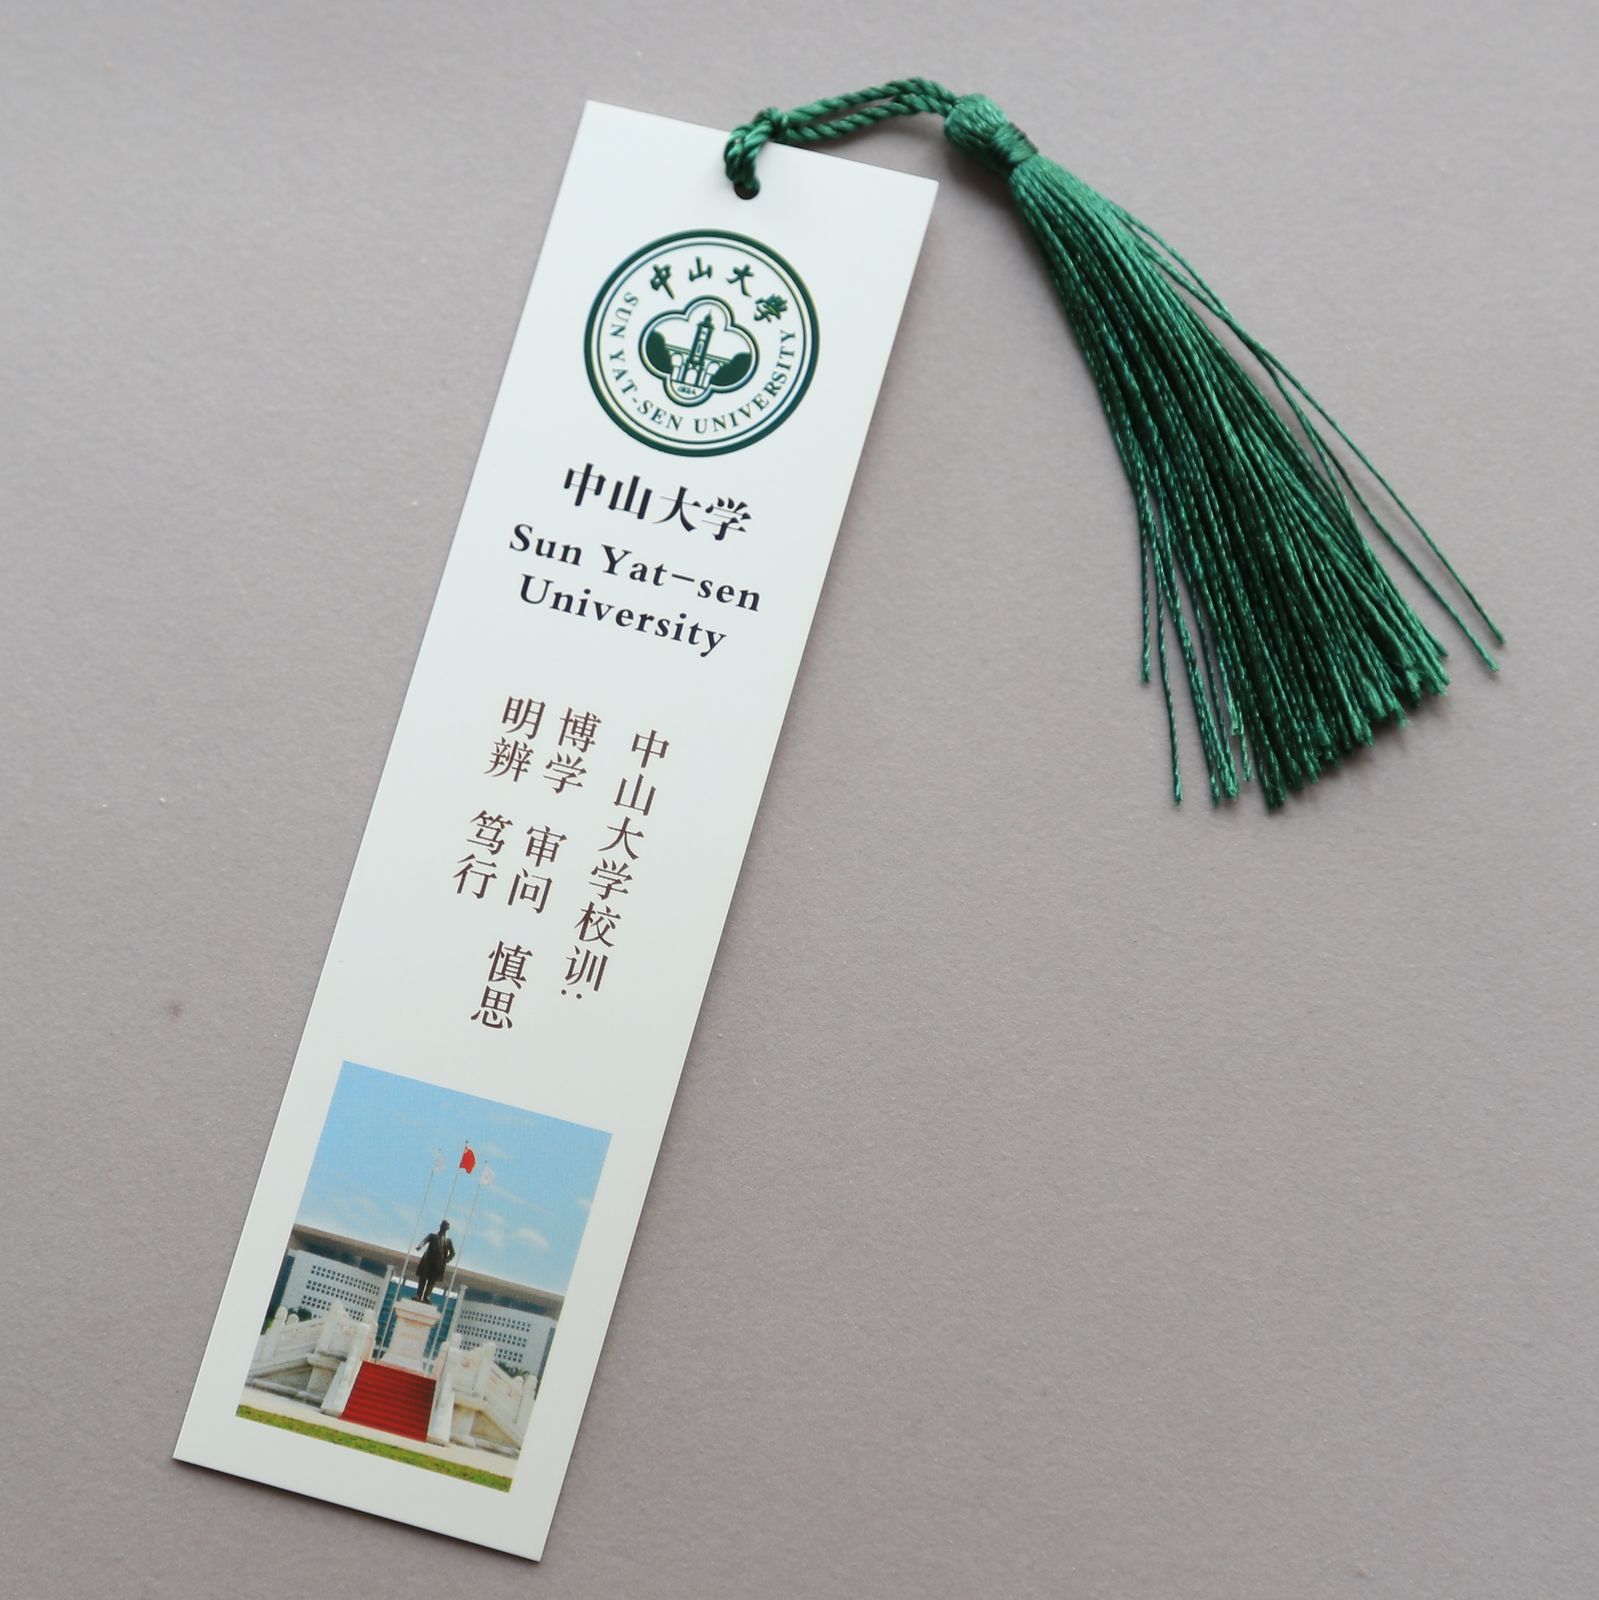 中山大学
SUN YAT-SEN UNIVERSITY
中山大学
Sun Yat-sen
University
中山大学校训:
博学 审问 慎思
明辨 笃行